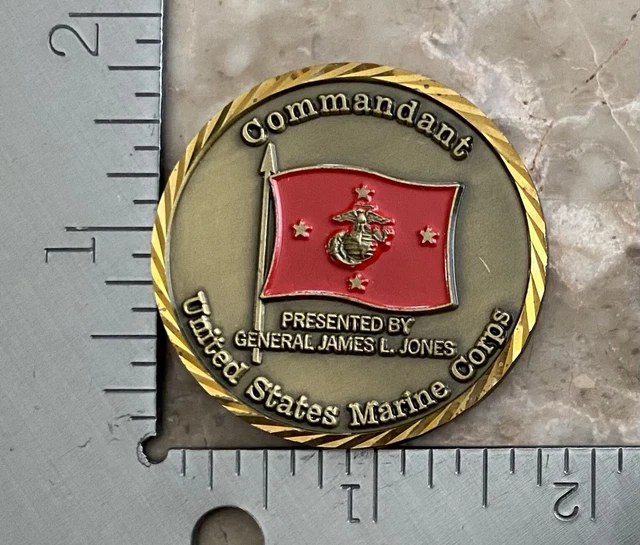 Commandant
PRESENTED BY
GENERAL JAMES L. JONES
United States Marine Corps
2
1
1
2